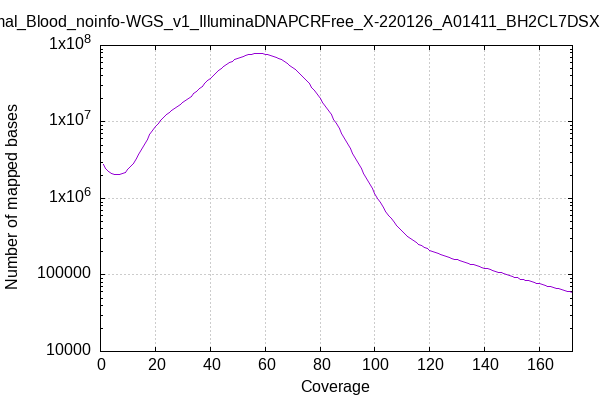 nal_Blood_noinfo-WGS_v1_IlluminaDNAPCRFree_X-220126_A01411_BH2CL7DSX
1x10^8
1x10^7
1x10^6
100000
10000
Number of mapped bases
0 20 40 60 80 100 120 140 160
Coverage